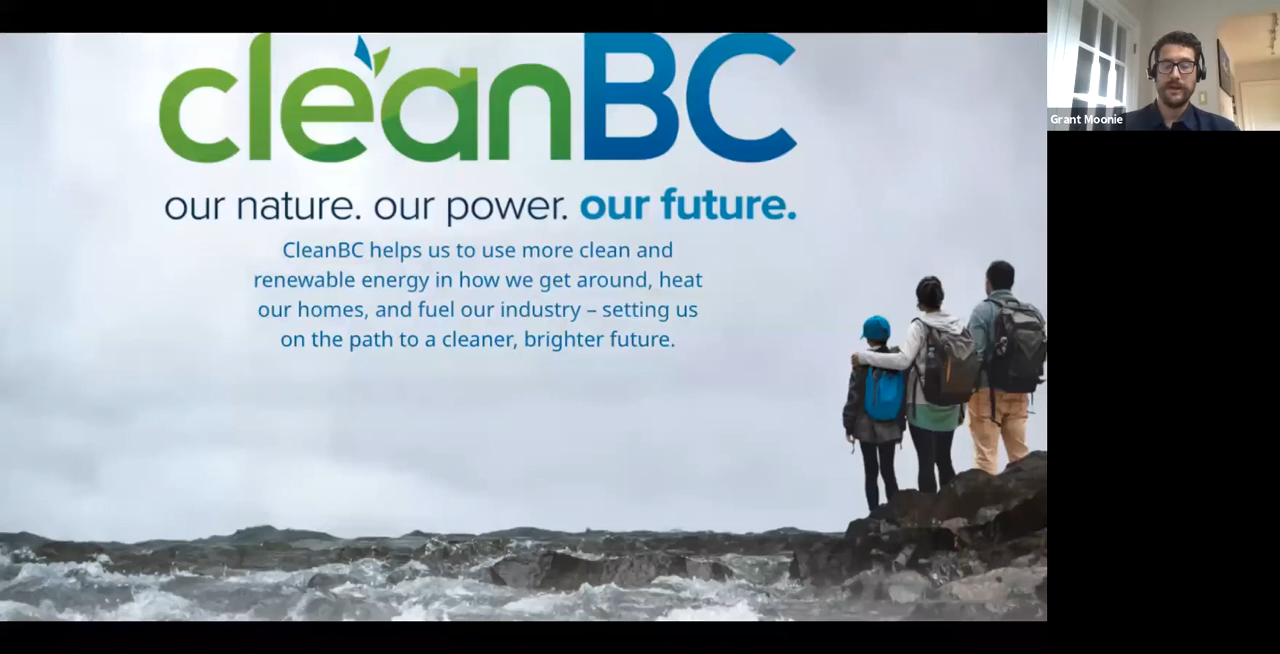 cleanBC
our nature. our power. our future.
CleanBC helps us to use more clean and
renewable energy in how we get around, heat
our homes, and fuel our industry – setting us
on the path to a cleaner, brighter future.
Grant Moonie